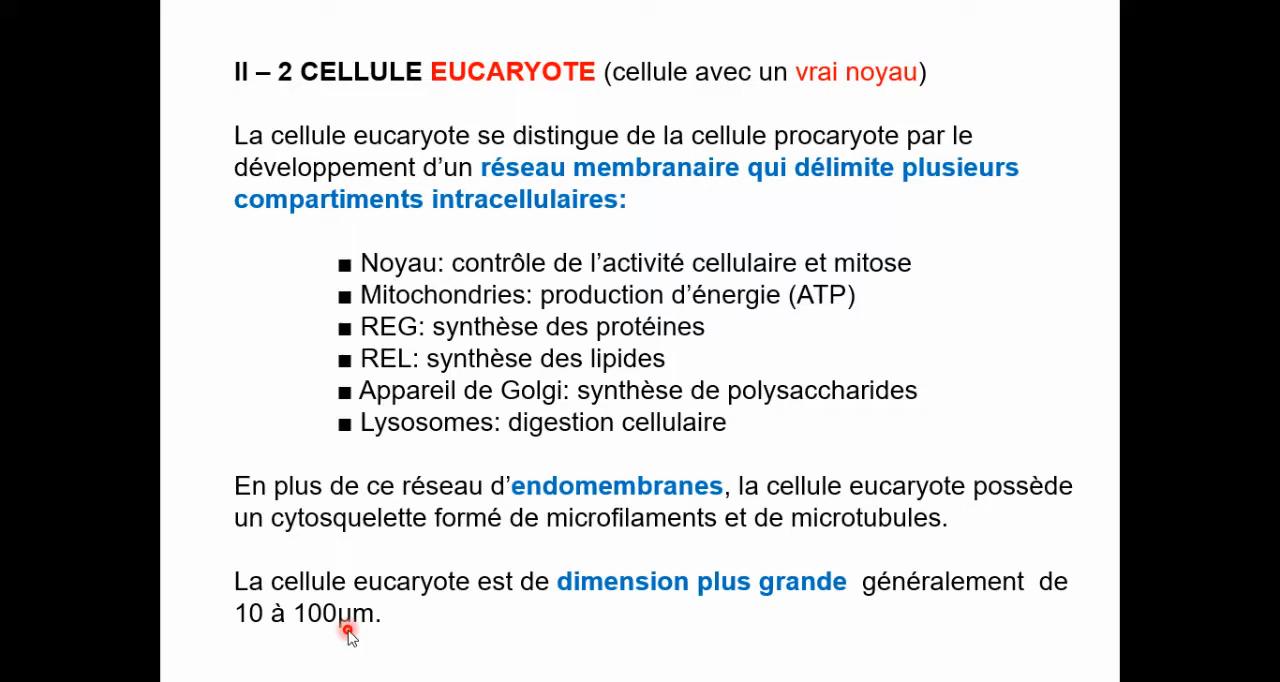 II – 2 CELLULE EUCARYOTE (cellule avec un vrai noyau)
La cellule eucaryote se distingue de la cellule procaryote par le
développement d’un réseau membranaire qui délimite plusieurs
compartiments intracellulaires:
■ Noyau: contrôle de l’activité cellulaire et mitose
■ Mitochondries: production d’énergie (ATP)
■ REG: synthèse des protéines
■ REL: synthèse des lipides
■ Appareil de Golgi: synthèse de polysaccharides
■ Lysosomes: digestion cellulaire
En plus de ce réseau d’endomembranes, la cellule eucaryote possède
un cytosquelette formé de microfilaments et de microtubules.
La cellule eucaryote est de dimension plus grande généralement de
10 à 100µm.